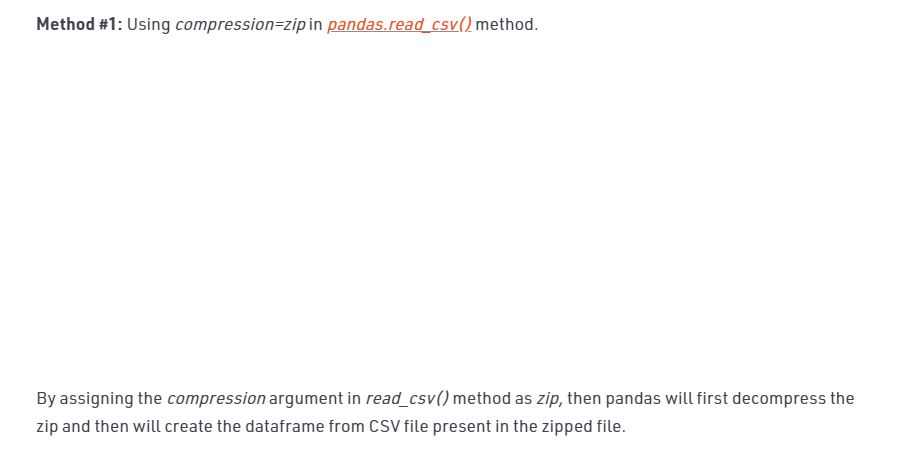 Method #1: Using compression=zip in pandas.read_csv() method.
By assigning the compression argument in read_csv() method as zip, then pandas will first decompress the
zip and then will create the dataframe from CSV file present in the zipped file.